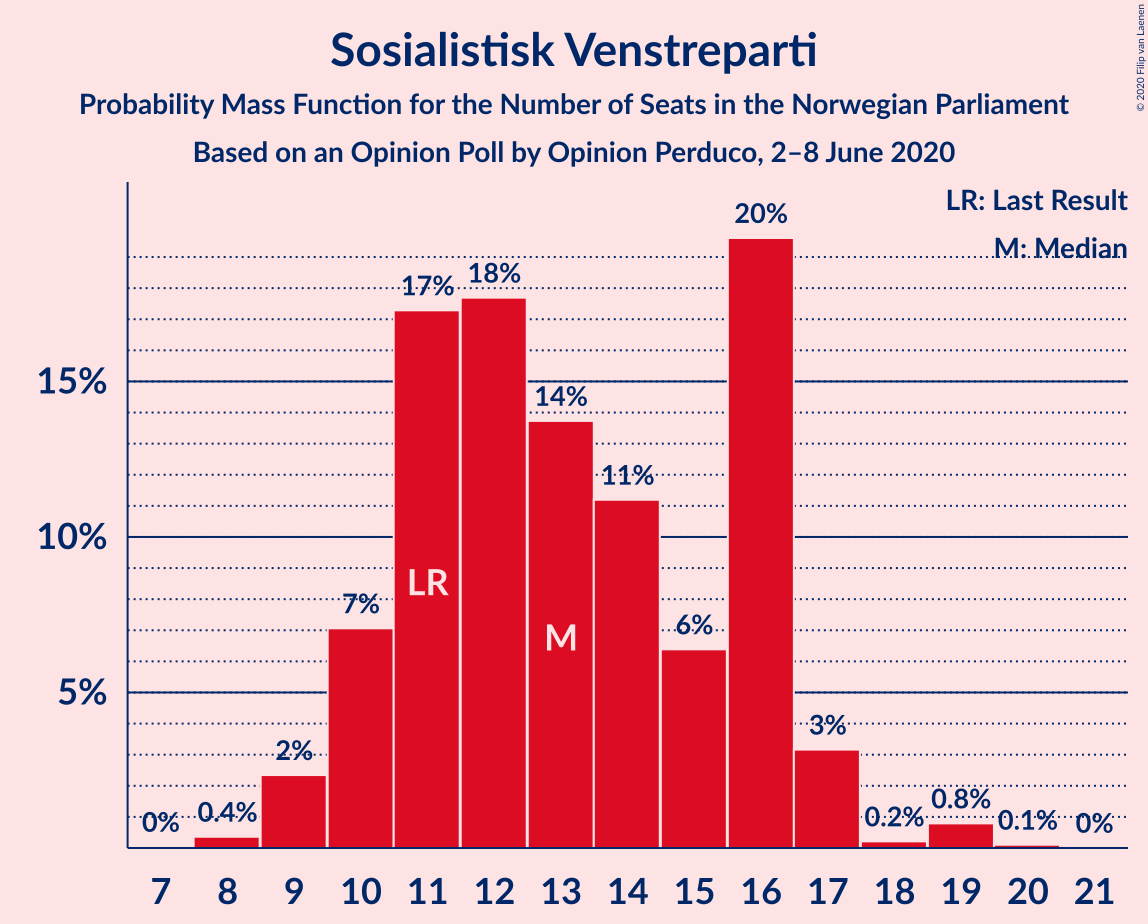 Sosialistisk Venstreparti
Probability Mass Function for the Number of Seats in the Norwegian Parliament
Based on an Opinion Poll by Opinion Perduco, 2–8 June 2020
© 2020 Filip van Laenen
LR: Last Result
M: Median
20%
18%
17%
15%
14%
11%
10%
LR
7%
M
6%
5%
3%
2%
0.8%
0.4%
0.2%
0.1%
0%
0%
7 8 9 10 11 12 13 14 15 16 17 18 19 20 21